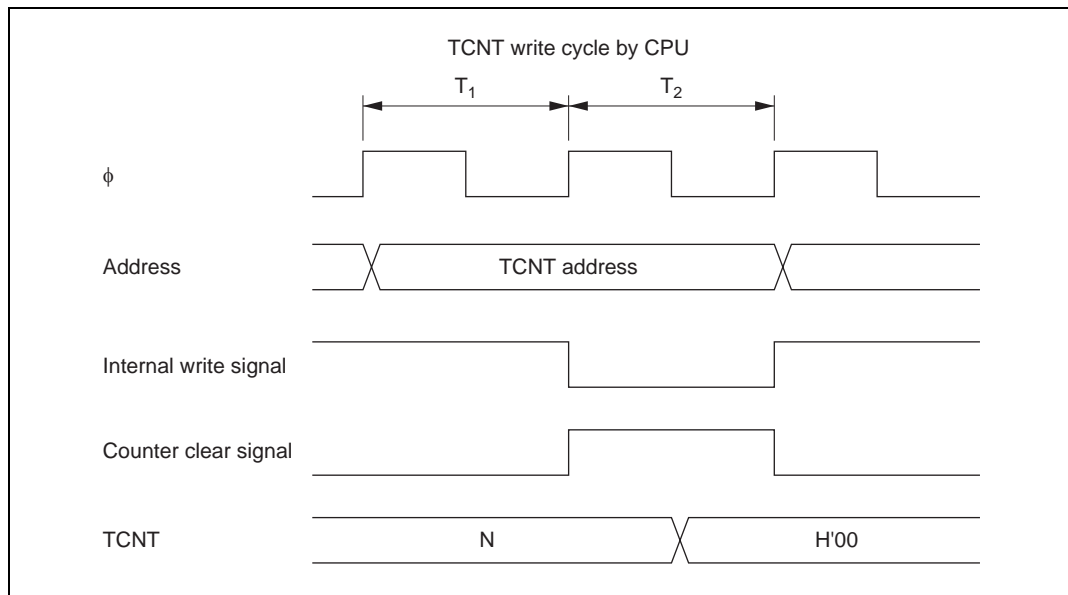 TCNT write cycle by CPU
T₁ T₂
ϕ
Address TCNT address
Internal write signal
Counter clear signal
TCNT N H'00